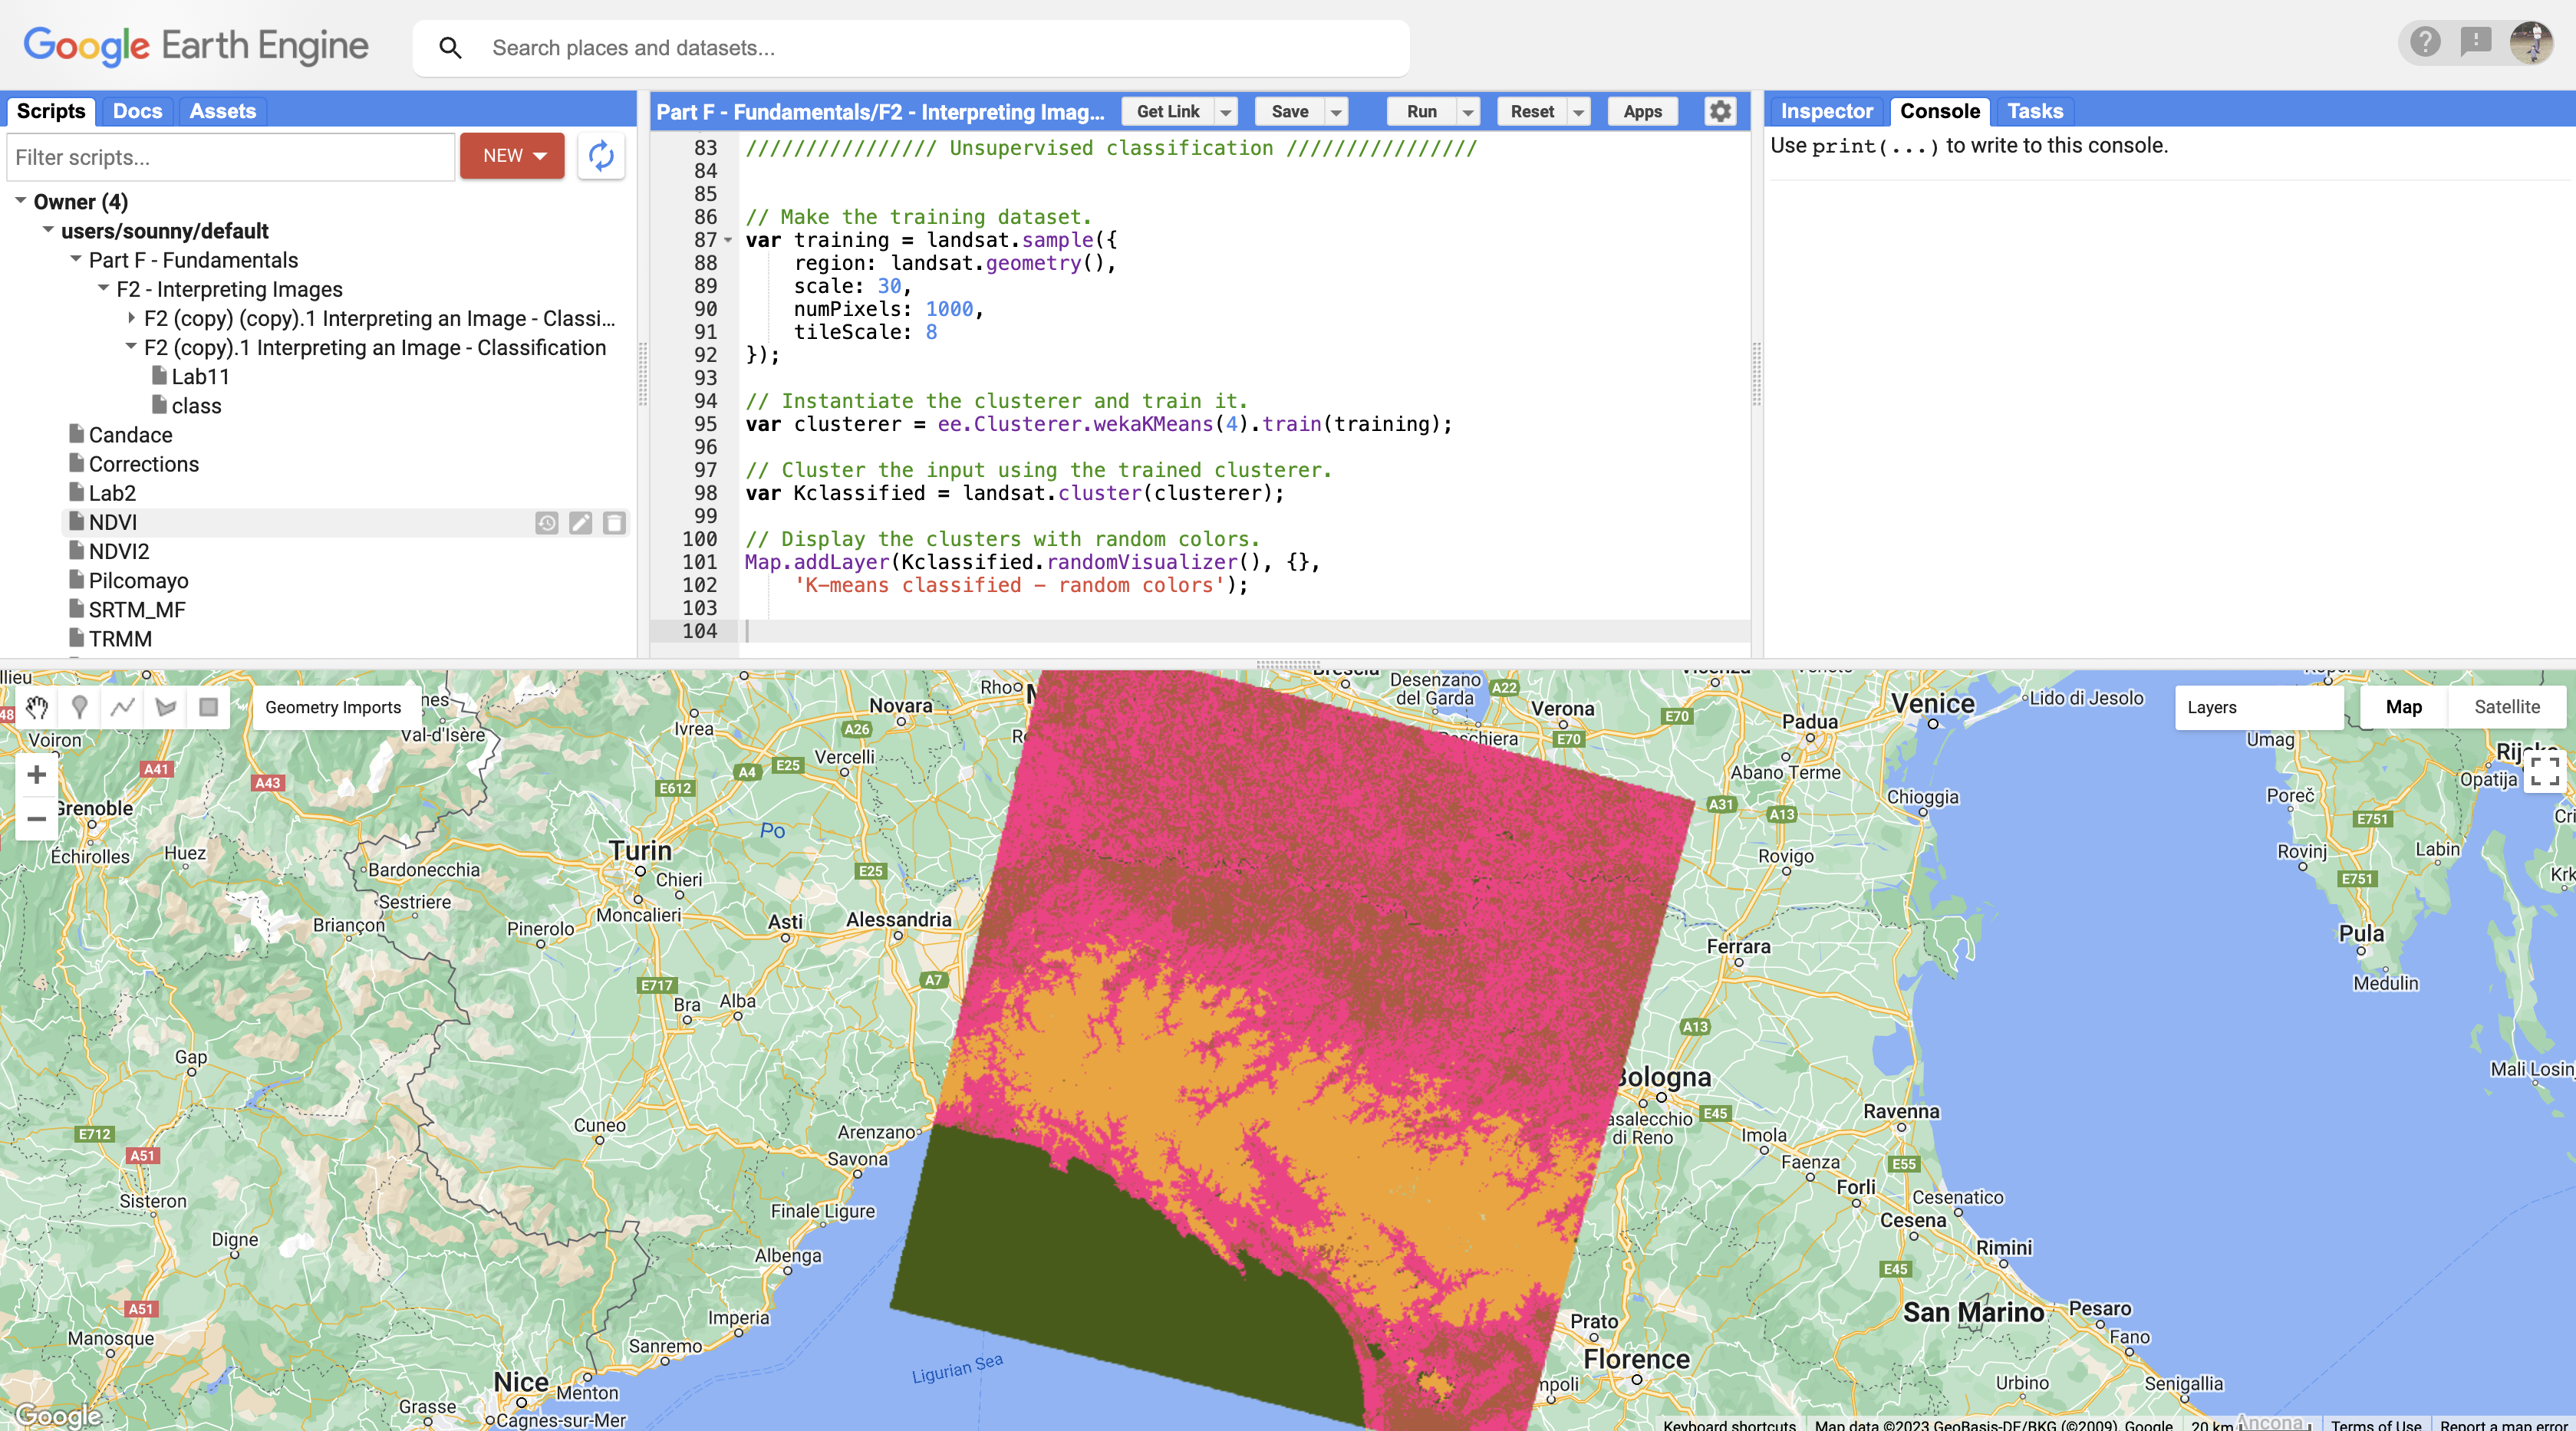 Google Earth Engine
Search places and datasets...
Scripts Docs Assets
Filter scripts...
NEW
Owner (4)
users/sounny/default
Part F - Fundamentals
F2 - Interpreting Images
F2 (copy) (copy).1 Interpreting an Image - Classi...
F2 (copy).1 Interpreting an Image - Classification
Lab11
class
Candace
Corrections
Lab2
NDVI
NDVI2
Pilcomayo
SRTM_MF
TRMM
Part F - Fundamentals/F2 - Interpreting Imag...
Get Link Save Run Reset Apps
83 //////////////// Unsupervised classification ////////////////
84
85
86 // Make the training dataset.
87 var training = landsat.sample({
88 region: landsat.geometry(),
89 scale: 30,
90 numPixels: 1000,
91 tileScale: 8
92 });
93
94 // Instantiate the clusterer and train it.
95 var clusterer = ee.Clusterer.wekaKMeans(4).train(training);
96
97 // Cluster the input using the trained clusterer.
98 var Kclassified = landsat.cluster(clusterer);
99
100 // Display the clusters with random colors.
101 Map.addLayer(Kclassified.randomVisualizer(), {},
102 'K-means classified - random colors');
103
104
Inspector Console Tasks
Use print(...) to write to this console.
Geometry Imports
Layers
Map Satellite
Voiron
Val-d'Isère
A41
A43
Grenoble
Échirolles
Huez
Bardonecchia
Sestriere
Briançon
Pinerolo
Gap
E712
A51
Sisteron
Digne
A51
Manosque
Nice
Menton
Grasse
Cagnes-sur-Mer
Ivrea
Novara
Rho
A26
Vercelli
A4
E25
E612
Po
Turin
Chieri
Moncalieri
E25
Asti
Alessandria
A7
E717
Bra
Alba
Cuneo
Arenzano
Savona
Finale Ligure
Albenga
Imperia
Sanremo
Ligurian Sea
Desenzano
del Garda
A22
Verona
E70
E70
Padua
Abano Terme
Venice
Lido di Jesolo
Chioggia
A31
A13
Rovigo
Ferrara
A13
Bologna
E45
di Reno
Imola
Ravenna
Faenza
E55
Forli
Cesenatico
Cesena
Rimini
E45
San Marino
Pesaro
Fano
Prato
Florence
Urbino
Senigallia
Ancona
Umag
Opatija
Poreč
E751
Rovinj
Labin
E751
Krk
Pula
Medulin
Google
Keyboard shortcuts
Map data ©2023 GeoBasis-DE/BKG (©2009), Google
20 km
Terms of Use
Report a map error